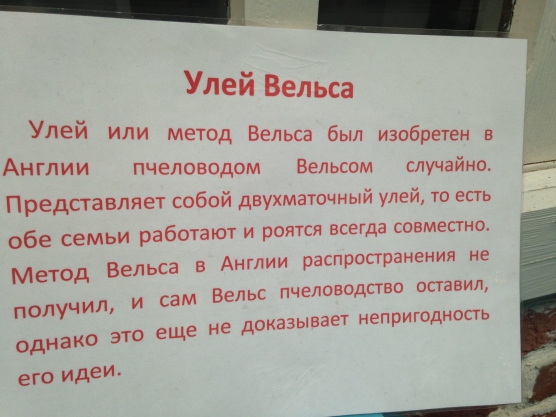 Улей Вельса
Улей или метод Вельса был изобретен в
Англии пчеловодом Вельсом случайно.
Представляет собой двухматочный улей, то есть
обе семьи работают и роятся всегда совместно.
Метод Вельса в Англии распространения не
получил, и сам Вельс пчеловодство оставил,
однако это еще не доказывает непригодность
его идеи.